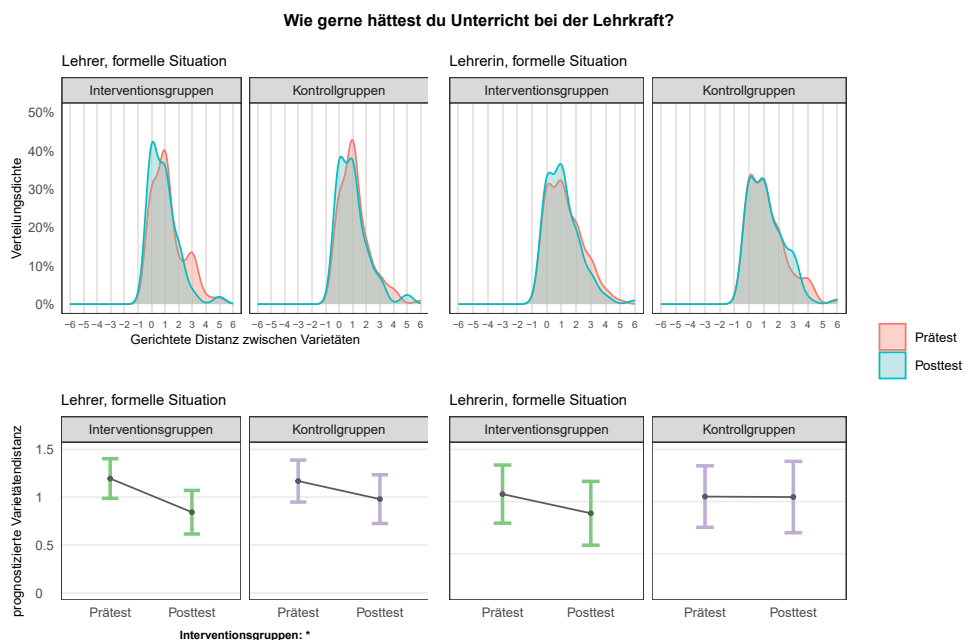 Wie gerne hättest du Unterricht bei der Lehrkraft?
Lehrer, formelle Situation
Lehrerin, formelle Situation
Interventionsgruppen
Kontrollgruppen
Interventionsgruppen
Kontrollgruppen
Verteilungsdichte
50%
40%
30%
20%
10%
0%
−6 −5 −4 −3 −2 −1 0 1 2 3 4 5 6
−6 −5 −4 −3 −2 −1 0 1 2 3 4 5 6
−6 −5 −4 −3 −2 −1 0 1 2 3 4 5 6
−6 −5 −4 −3 −2 −1 0 1 2 3 4 5 6
Gerichtete Distanz zwischen Varietäten
Prätest
Posttest
Lehrer, formelle Situation
Lehrerin, formelle Situation
Interventionsgruppen
Kontrollgruppen
Interventionsgruppen
Kontrollgruppen
prognostizierte Varietätendistanz
1.5
1
0.5
0
Prätest Posttest
Prätest Posttest
Prätest Posttest
Prätest Posttest
Interventionsgruppen: *